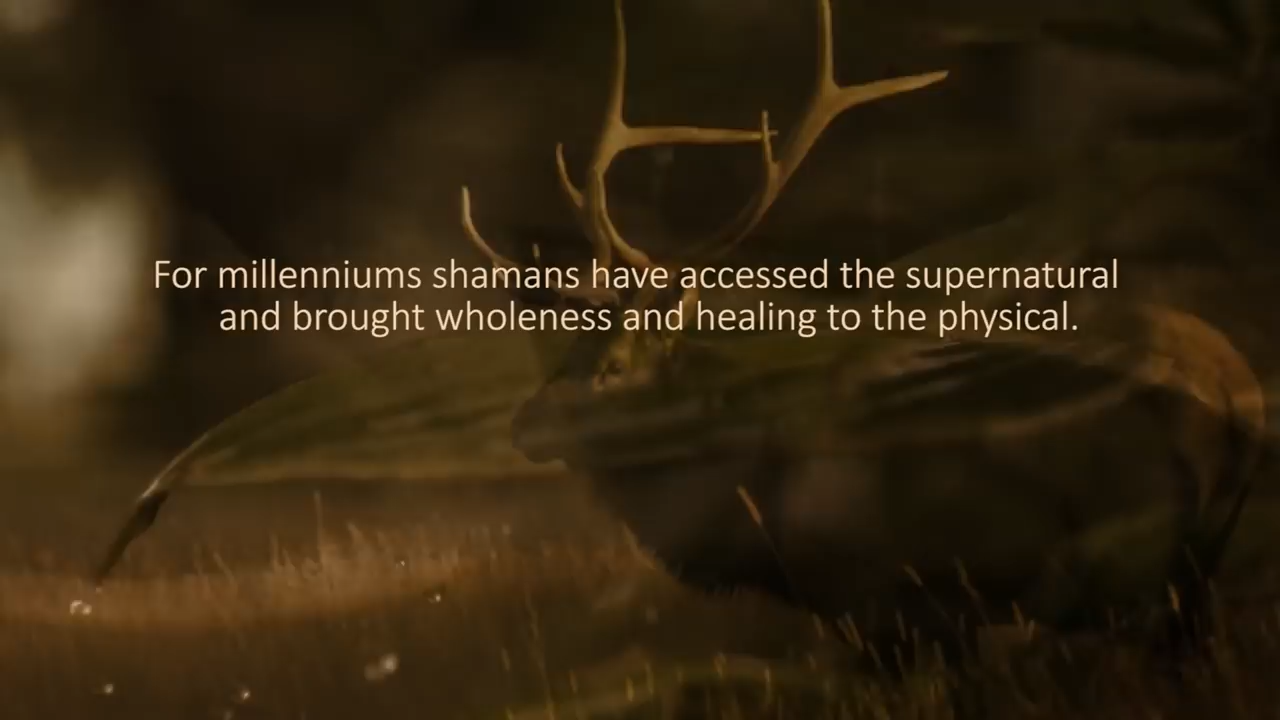 For millenniums shamans have accessed the supernatural
and brought wholeness and healing to the physical.